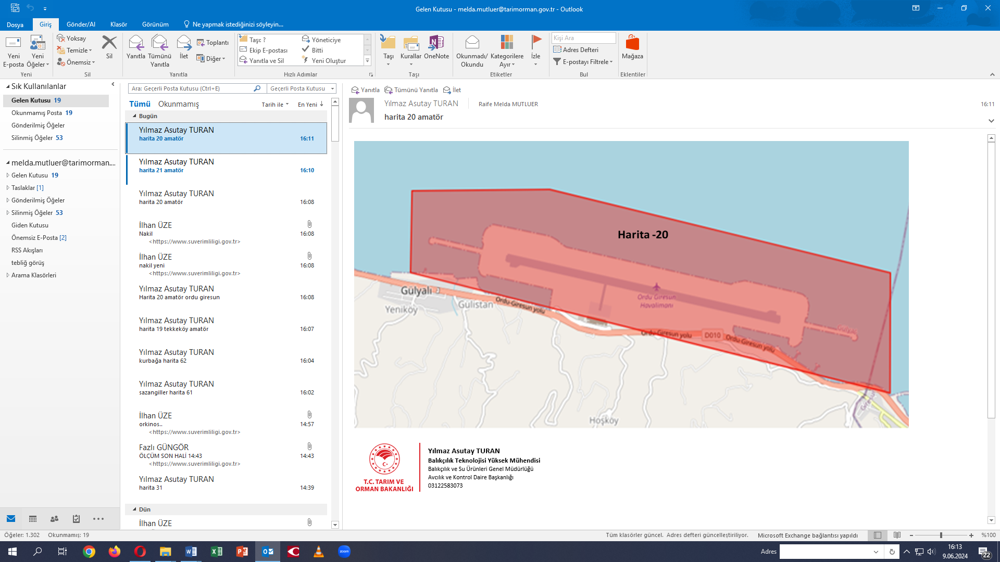 Gelen Kutusu - melda.mutluer@tarimorman.gov.tr - Outlook
Dosya
Giriş
Gönder/Al
Klasör
Görünüm
Ne yapmak istediğinizi söyleyin...
Yeni E-posta
Yeni Öğeler
Yeni
Yoksay
Temizle
Önemsiz
Sil
Sil
Yanıtla
Tümünü Yanıtla
İlet
Toplantı
Diğer
Yanıtla
Taşı: ?
Ekip E-postası
Yanıtla ve Sil
Yöneticiye
Bitti
Yeni Oluştur
Hızlı Adımlar
Taşı
Kurallar
OneNote
Taşı
Okunmadı/ Okundu
Kategorilere Ayır
İzle
Etiketler
Kişi Ara
Adres Defteri
E-postayı Filtrele
Bul
Mağaza
Eklentiler
Sık Kullanılanlar
Gelen Kutusu 19
Okunmamış Posta 19
Gönderilmiş Öğeler
Silinmiş Öğeler 53
melda.mutluer@tarimorman....
Gelen Kutusu 19
Taslaklar [1]
Gönderilmiş Öğeler
Silinmiş Öğeler 53
Giden Kutusu
Önemsiz E-Posta [2]
RSS Akışları
tebliğ görüş
Arama Klasörleri
Ara: Geçerli Posta Kutusu (Ctrl+E)
Geçerli Posta Kutusu
Tümü Okunmamış
Tarih ile En Yeni
Bugün
Yılmaz Asutay TURAN
harita 20 amatör 16:11
Yılmaz Asutay TURAN
harita 21 amatör 16:10
Yılmaz Asutay TURAN
harita 20 amatör 16:08
İlhan ÜZE
Nakil 16:08
<https://www.suverimliligi.gov.tr>
İlhan ÜZE
nakil yeni 16:08
<https://www.suverimliligi.gov.tr>
Yılmaz Asutay TURAN
Harita 20 amatör ordu giresun 16:08
Yılmaz Asutay TURAN
harita 19 tekkeköy amatör 16:07
Yılmaz Asutay TURAN
kurbağa harita 62 16:04
Yılmaz Asutay TURAN
sazangiller harita 61 16:02
İlhan ÜZE
orkinos.. 14:57
<https://www.suverimliligi.gov.tr>
Fazlı GÜNGÖR
ÖLÇÜM SON HALİ 14:43 14:43
<https://www.suverimliligi.gov.tr>
Yılmaz Asutay TURAN
harita 31 14:39
Dün
İlhan ÜZE
Yanıtla Tümünü Yanıtla İlet
Yılmaz Asutay TURAN
Raife Melda MUTLUER
16:11
harita 20 amatör
Harita -20
Gülyalı
Yeniköy
Gülistan
Ordu-Giresun yolu
Ordu Giresun
Havalimanı
Gülyalı
Ordu-Giresun yolu
D010
Ordu-Giresun yolu
Giresun
Hoşköy
T.C. TARIM VE
ORMAN BAKANLIĞI
Yılmaz Asutay TURAN
Balıkçılık Teknolojisi Yüksek Mühendisi
Balıkçılık ve Su Ürünleri Genel Müdürlüğü
Avcılık ve Kontrol Daire Başkanlığı
03122583073
Öğeler: 1.302 Okunmamış: 19
Tüm klasörler güncel. Adres defteri güncelleştiriliyor.
Microsoft Exchange bağlantısı yapıldı
%100
zoom
Adres
16:13
9.06.2024
22